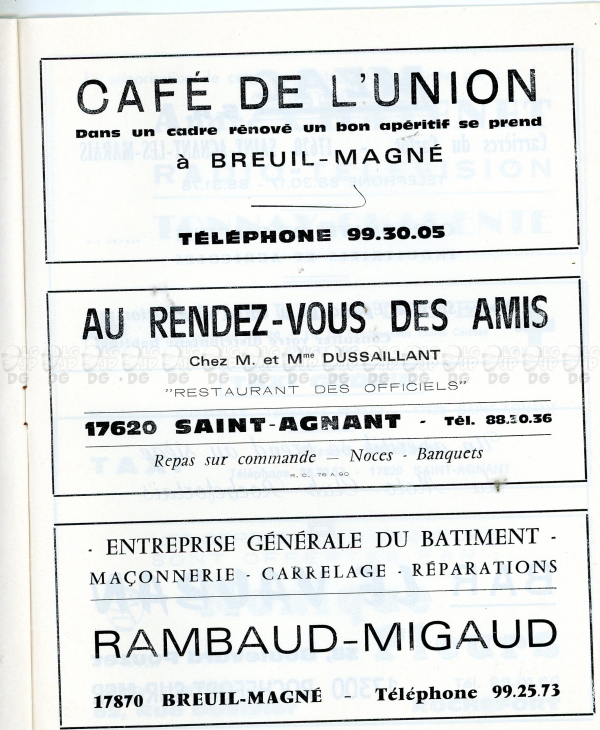 CAFÉ DE L'UNION
Dans un cadre rénové un bon apéritif se prend
à BREUIL-MAGNÉ
TÉLÉPHONE 99.30.05
AU RENDEZ-VOUS DES AMIS
Chez M. et Mme DUSSAILLANT
"RESTAURANT DES OFFICIELS"
17620 SAINT-AGNANT - Tél. 88.30.36
Repas sur commande - Noces - Banquets
R. C. 76 A 90
- ENTREPRISE GÉNÉRALE DU BATIMENT -
MAÇONNERIE - CARRELAGE - RÉPARATIONS
RAMBAUD-MIGAUD
17870 BREUIL-MAGNÉ - Téléphone 99.25.73